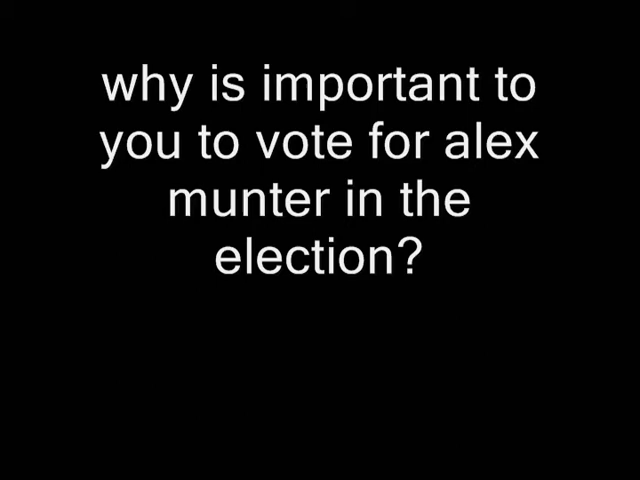 why is important to
you to vote for alex
munter in the
election?